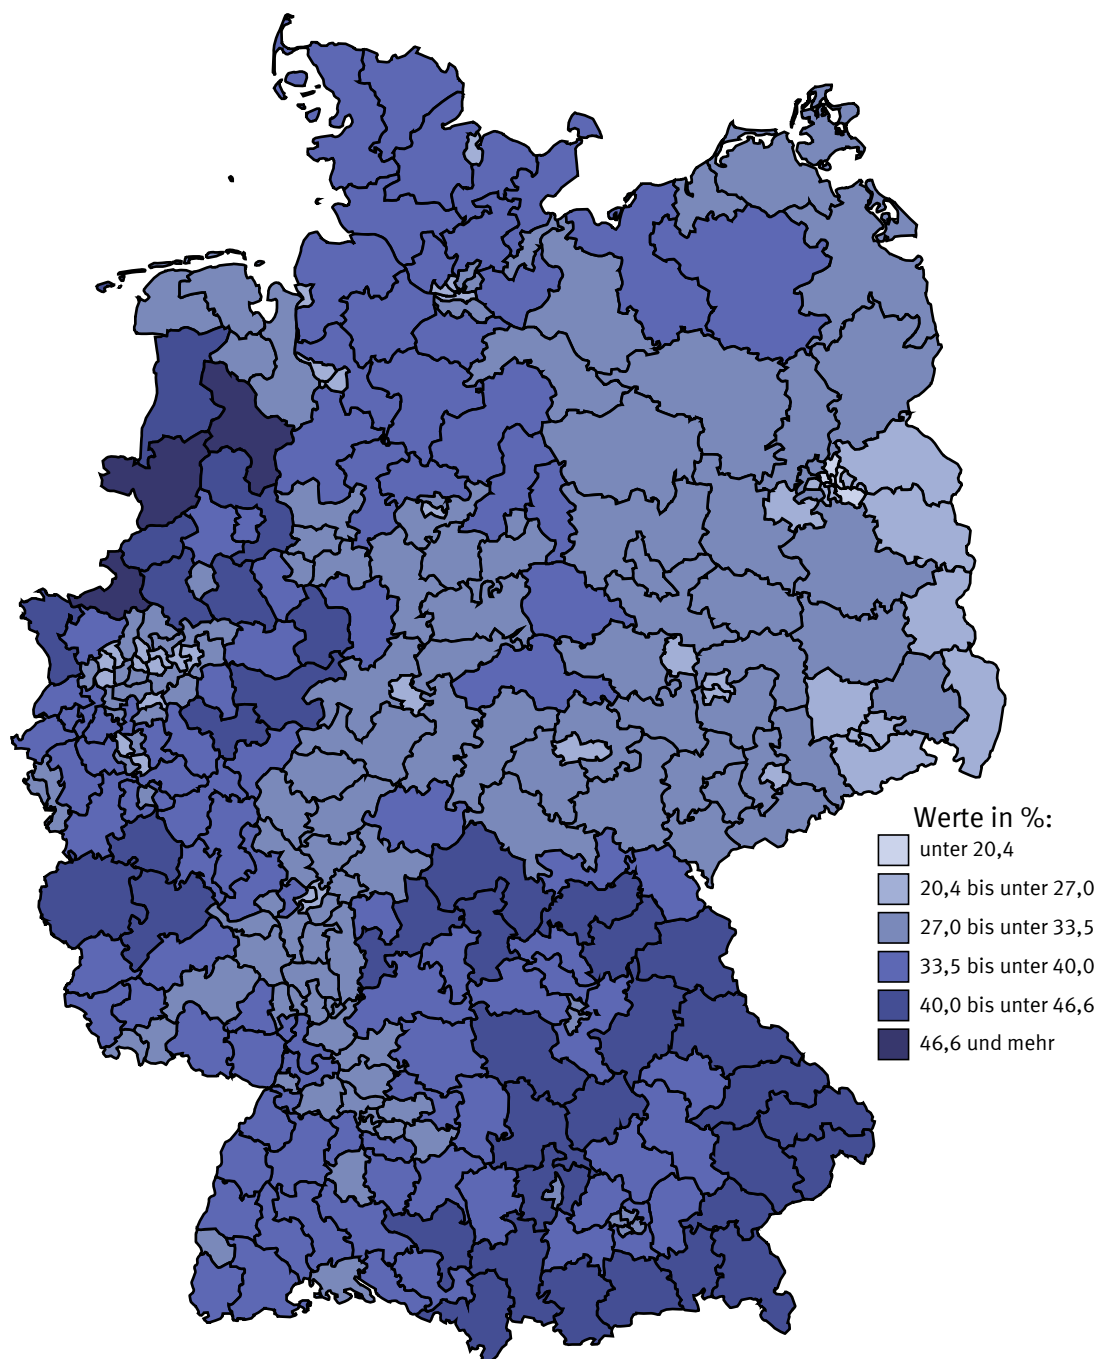 Werte in %:
unter 20,4
20,4 bis unter 27,0
27,0 bis unter 33,5
33,5 bis unter 40,0
40,0 bis unter 46,6
46,6 und mehr